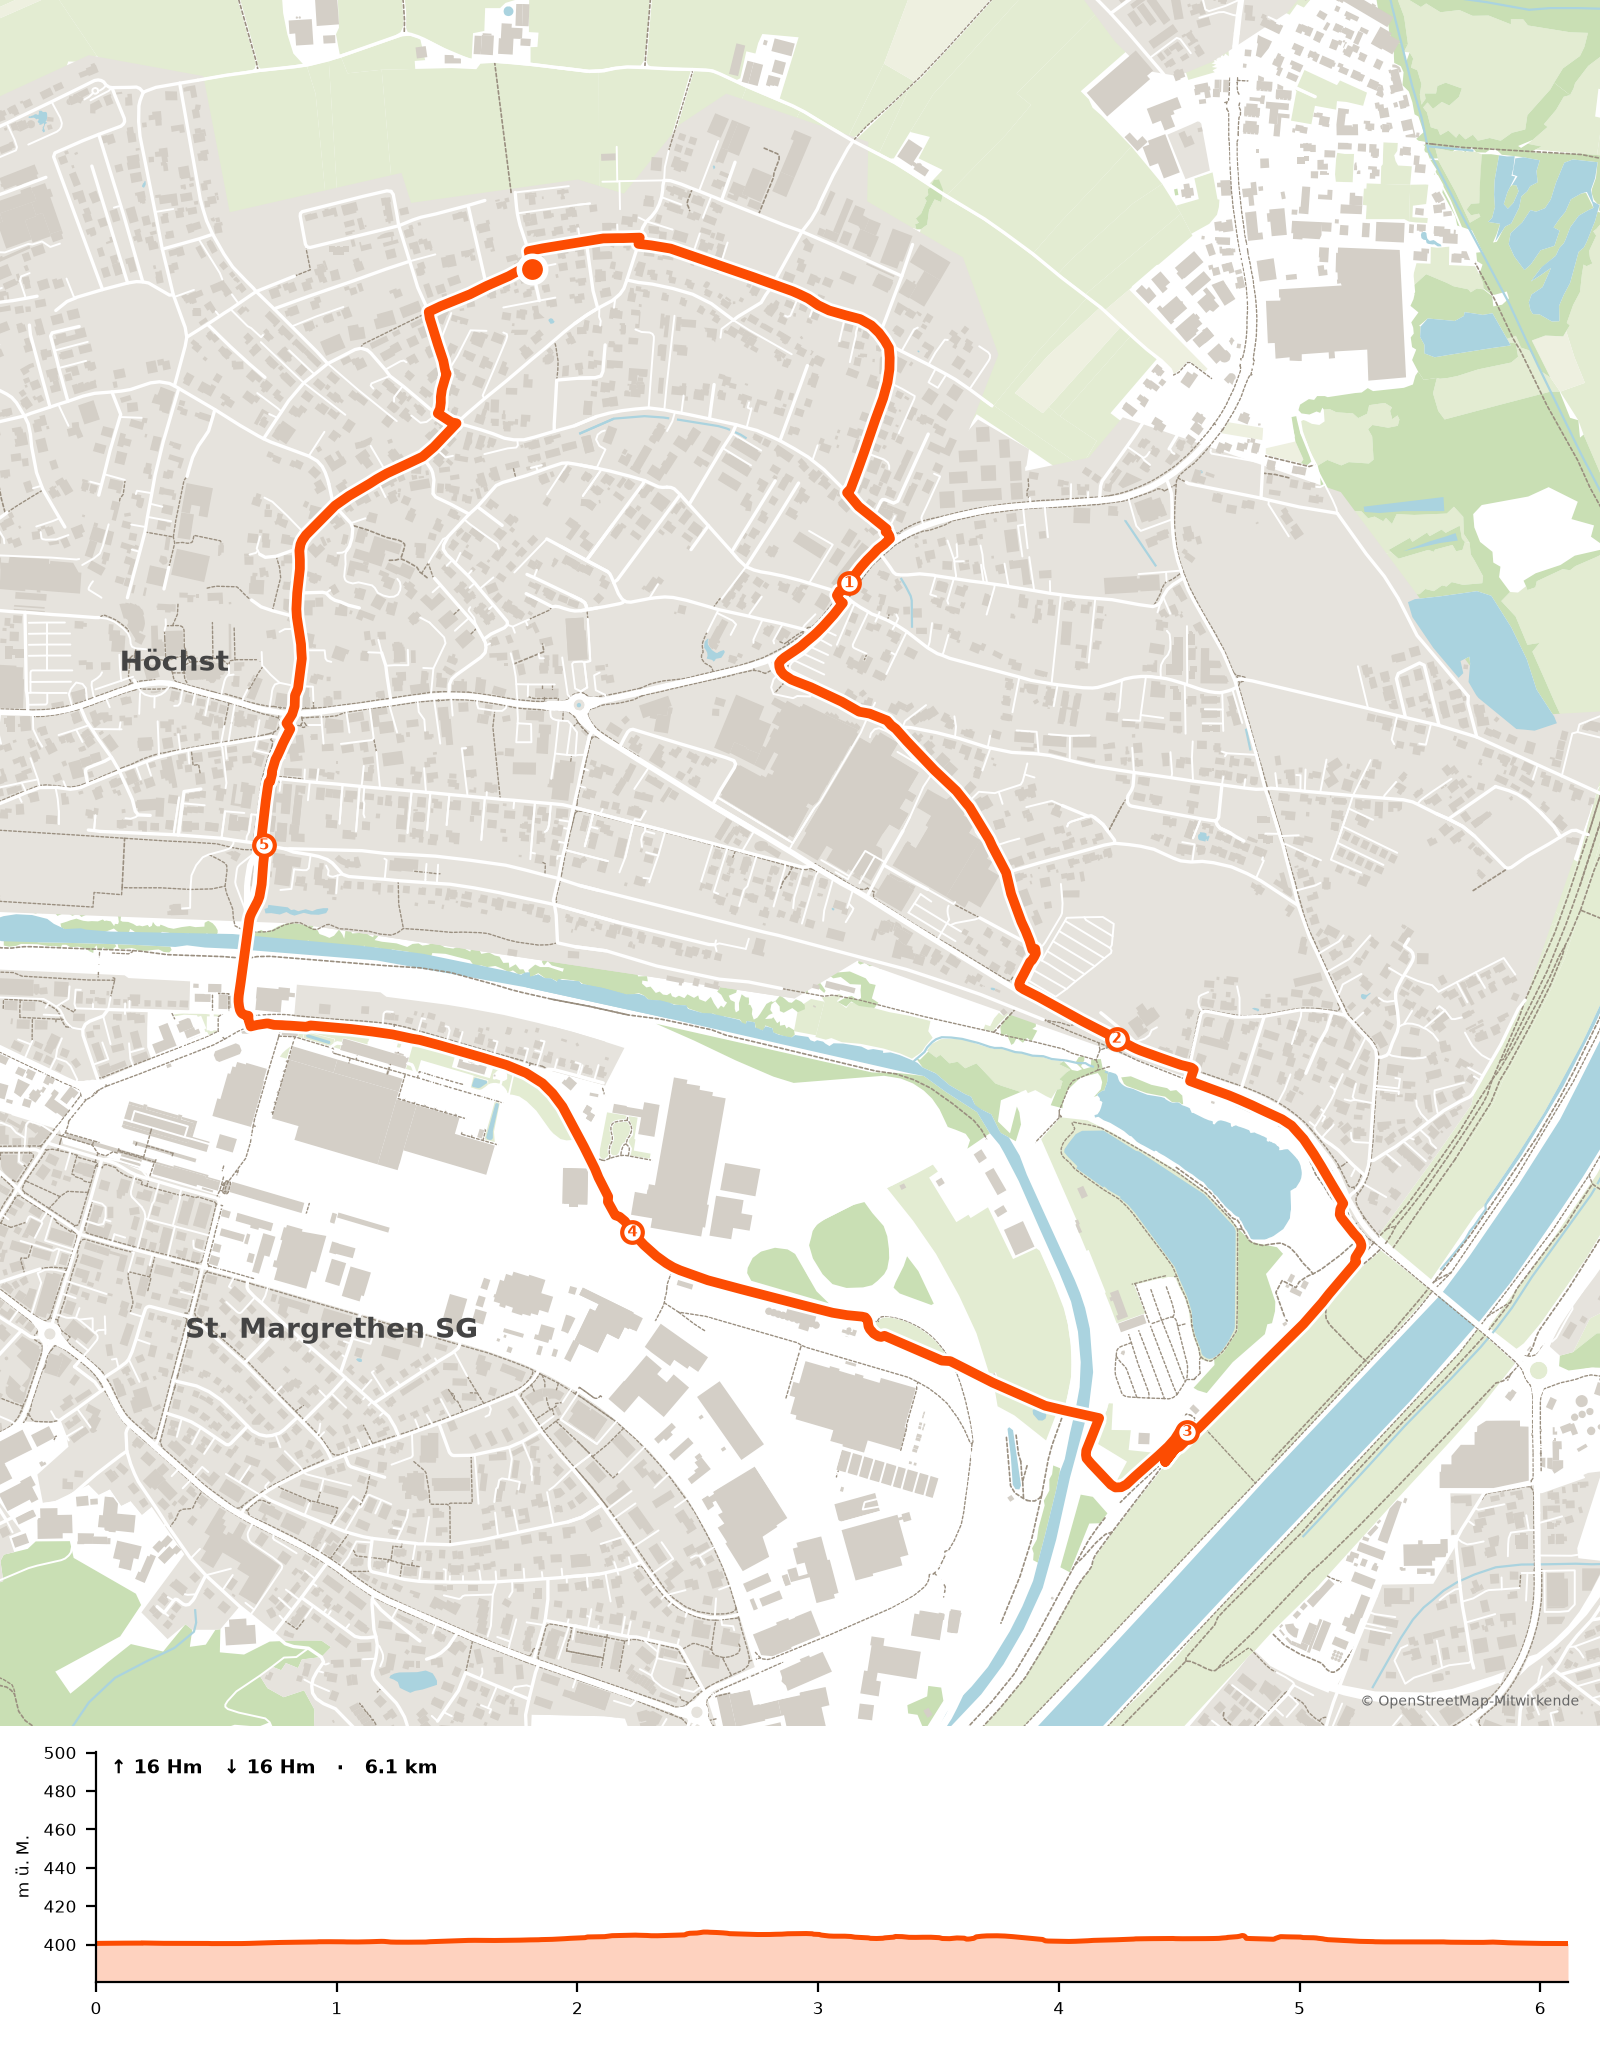 1
Höchst
5
2
4
St. Margrethen SG
3
© OpenStreetMap-Mitwirkende
↑ 16 Hm ↓ 16 Hm · 6.1 km
500
480
460
440
420
400
m ü. M.
0 1 2 3 4 5 6